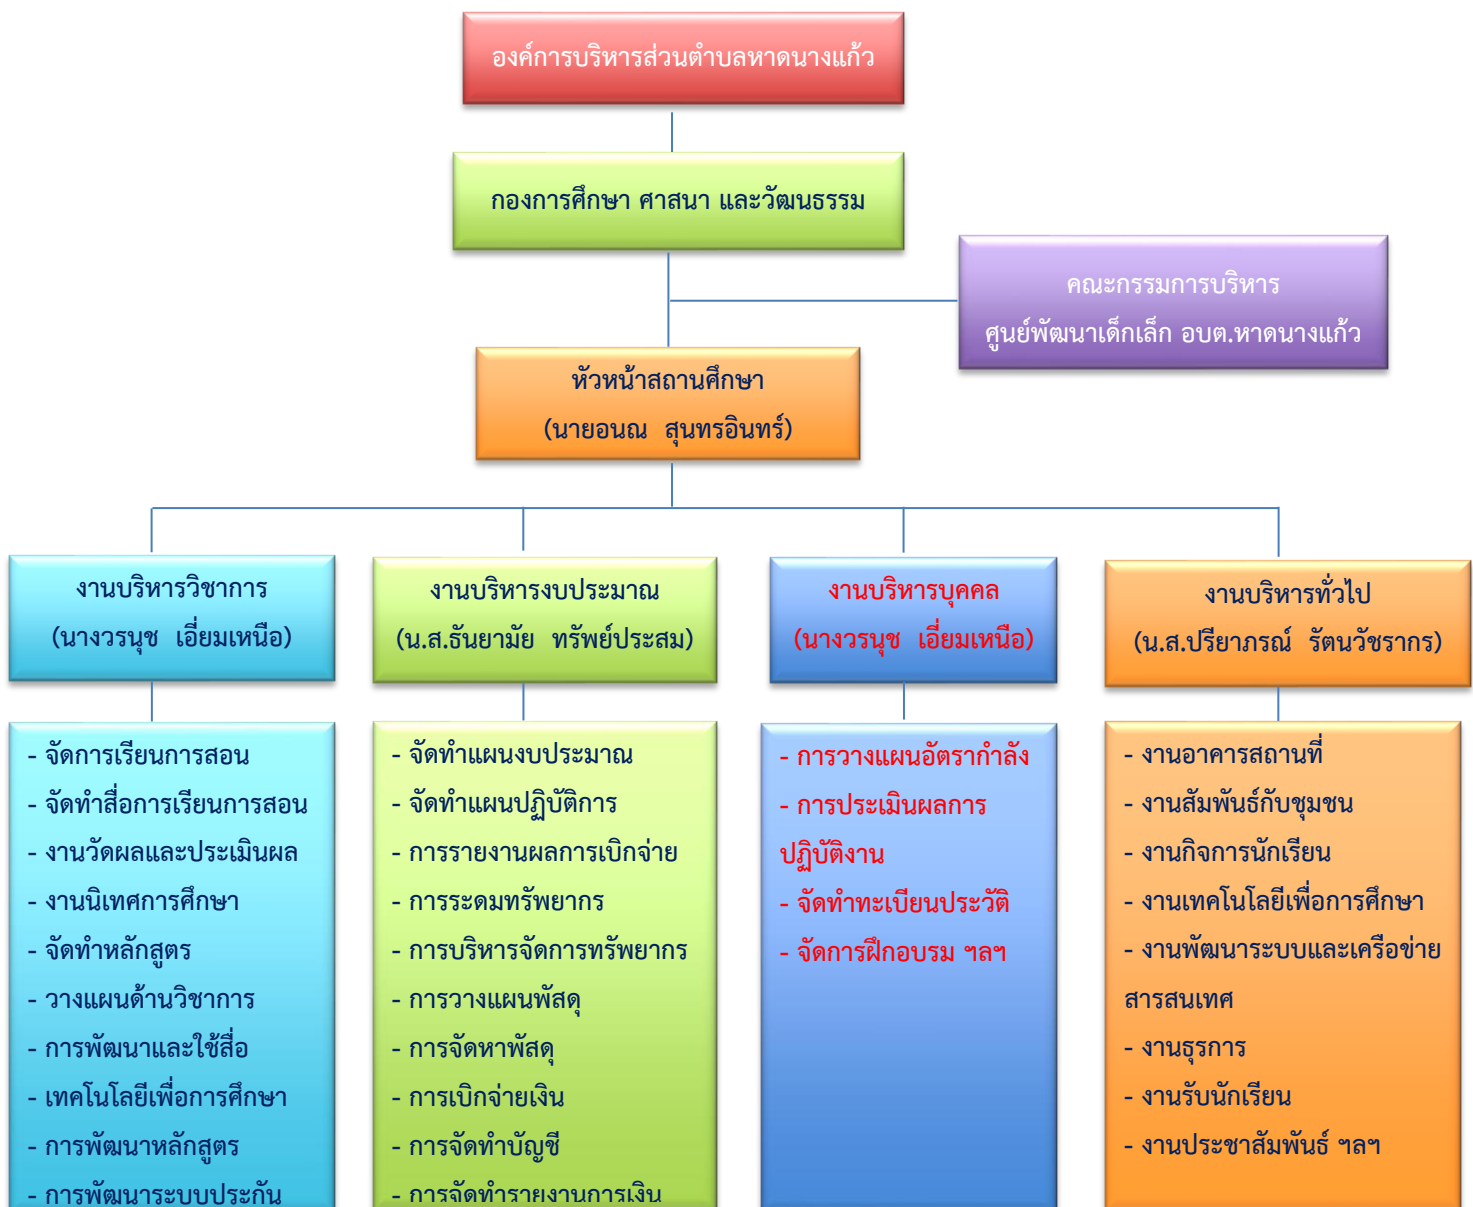 องค์การบริหารส่วนตำบลหาดนางแก้ว
กองการศึกษา ศาสนา และวัฒนธรรม
คณะกรรมการบริหาร
ศูนย์พัฒนาเด็กเล็ก อบต.หาดนางแก้ว
หัวหน้าสถานศึกษา
(นายอนณ สุนทรอินทร์)
งานบริหารวิชาการ
(นางวรนุช เอี่ยมเหนือ)
งานบริหารงบประมาณ
(น.ส.ธันยามัย ทรัพย์ประสม)
งานบริหารบุคคล
(นางวรนุช เอี่ยมเหนือ)
งานบริหารทั่วไป
(น.ส.ปรียาภรณ์ รัตนวัชรากร)
- จัดการเรียนการสอน
- จัดทำสื่อการเรียนการสอน
- งานวัดผลและประเมินผล
- งานนิเทศการศึกษา
- จัดทำหลักสูตร
- วางแผนด้านวิชาการ
- การพัฒนาและใช้สื่อ
- เทคโนโลยีเพื่อการศึกษา
- การพัฒนาหลักสูตร
- การพัฒนาระบบประกัน
- จัดทำแผนงบประมาณ
- จัดทำแผนปฏิบัติการ
- การรายงานผลการเบิกจ่าย
- การระดมทรัพยากร
- การบริหารจัดการทรัพยากร
- การวางแผนพัสดุ
- การจัดหาพัสดุ
- การเบิกจ่ายเงิน
- การจัดทำบัญชี
- การจัดทำรายงานการเงิน
- การวางแผนอัตรากำลัง
- การประเมินผลการ
ปฏิบัติงาน
- จัดทำทะเบียนประวัติ
- จัดการฝึกอบรม ฯลฯ
- งานอาคารสถานที่
- งานสัมพันธ์กับชุมชน
- งานกิจการนักเรียน
- งานเทคโนโลยีเพื่อการศึกษา
- งานพัฒนาระบบและเครือข่าย
สารสนเทศ
- งานธุรการ
- งานรับนักเรียน
- งานประชาสัมพันธ์ ฯลฯ